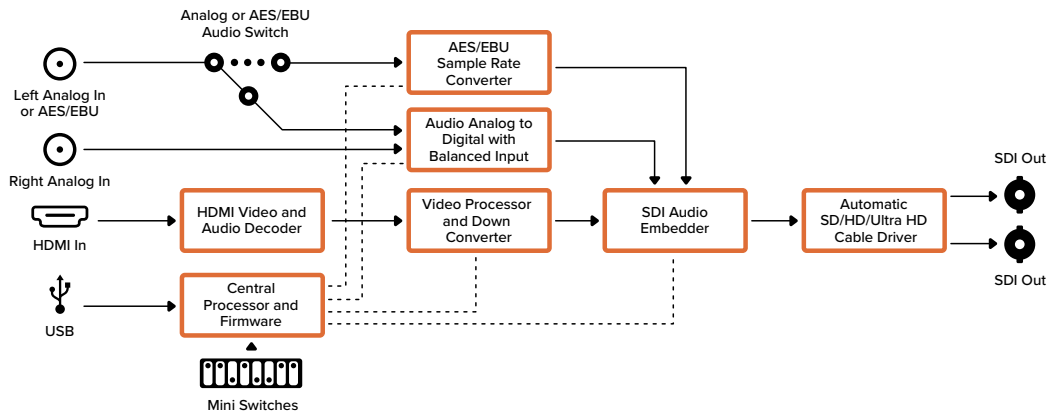 Analog or AES/EBU
Audio Switch
Left Analog In
or AES/EBU
Right Analog In
HDMI In
USB
AES/EBU
Sample Rate
Converter
Audio Analog to
Digital with
Balanced Input
HDMI Video and
Audio Decoder
Video Processor
and Down
Converter
SDI Audio
Embedder
Automatic
SD/HD/Ultra HD
Cable Driver
SDI Out
SDI Out
Central
Processor and
Firmware
Mini Switches